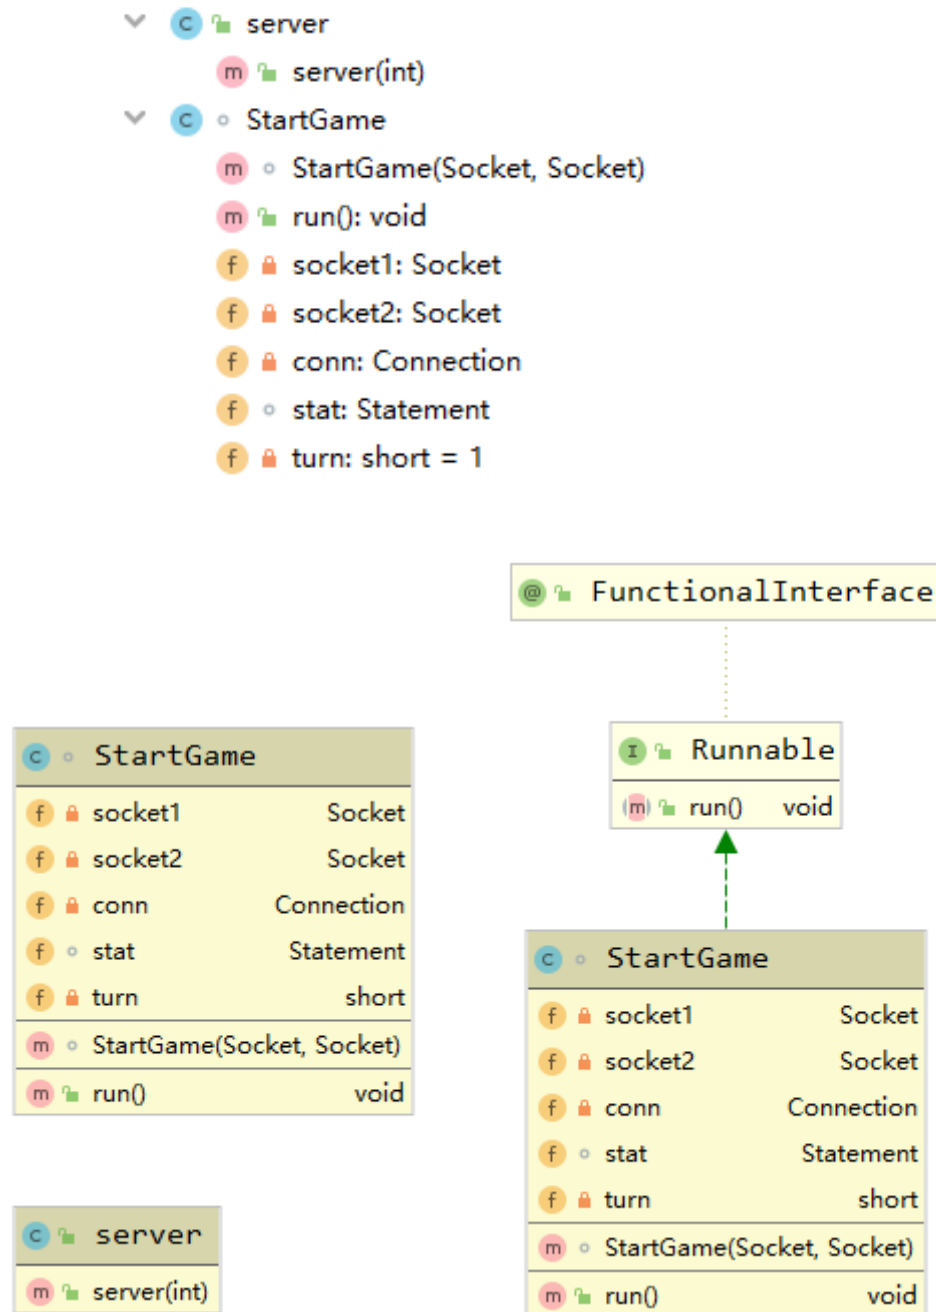 server
server(int)
StartGame
StartGame(Socket, Socket)
run(): void
socket1: Socket
socket2: Socket
conn: Connection
stat: Statement
turn: short = 1
FunctionalInterface
StartGame
socket1 Socket
socket2 Socket
conn Connection
stat Statement
turn short
StartGame(Socket, Socket)
run() void
Runnable
run() void
StartGame
socket1 Socket
socket2 Socket
conn Connection
stat Statement
turn short
StartGame(Socket, Socket)
run() void
server
server(int)